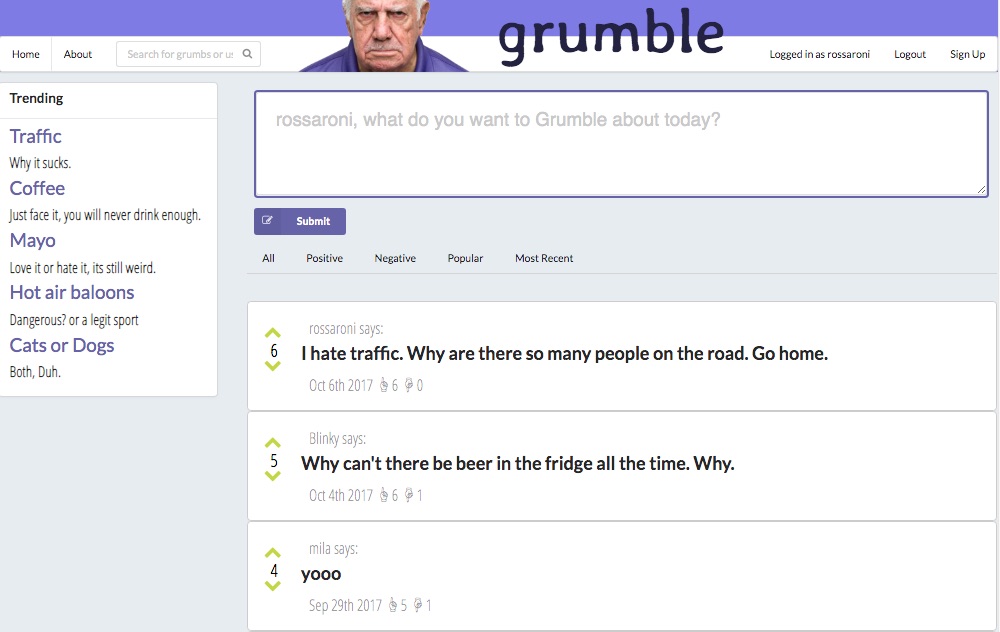 grumble
Home About Search for grumbs or us Logged in as rossaroni Logout Sign Up
Trending
Traffic
Why it sucks.
Coffee
Just face it, you will never drink enough.
Mayo
Love it or hate it, its still weird.
Hot air baloons
Dangerous? or a legit sport
Cats or Dogs
Both, Duh.
rossaroni, what do you want to Grumble about today?
Submit
All Positive Negative Popular Most Recent
rossaroni says:
6 I hate traffic. Why are there so many people on the road. Go home.
Oct 6th 2017 6 0
Blinky says:
5 Why can't there be beer in the fridge all the time. Why.
Oct 4th 2017 6 1
mila says:
4 yooo
Sep 29th 2017 5 1